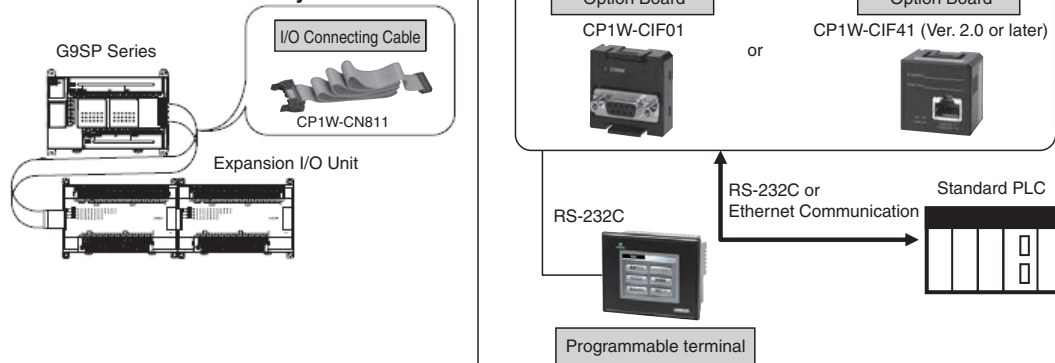 I/O Connecting Cable
G9SP Series
CP1W-CN811
Expansion I/O Unit
Option Board
Option Board
CP1W-CIF01
or
CP1W-CIF41 (Ver. 2.0 or later)
RS-232C or
Ethernet Communication
Standard PLC
RS-232C
Programmable terminal